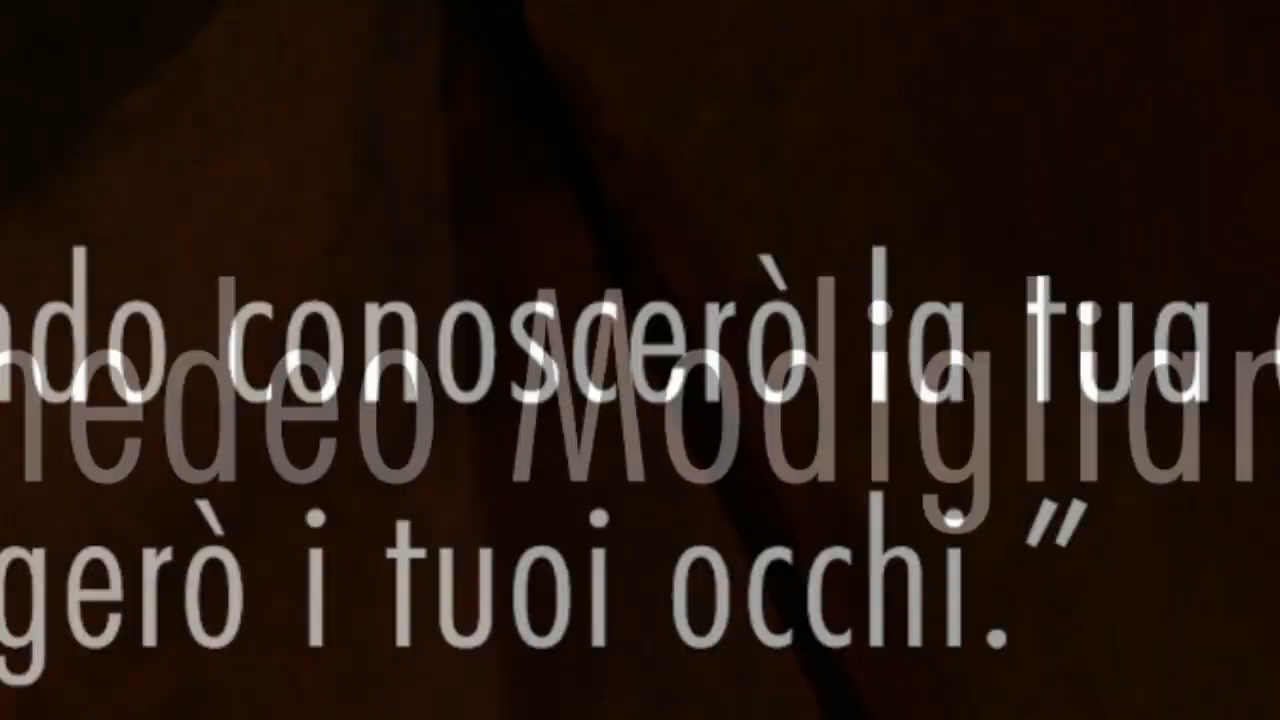 ndo conoscerò la tua
nedeo Modiglian
gerò i tuoi occhi.”